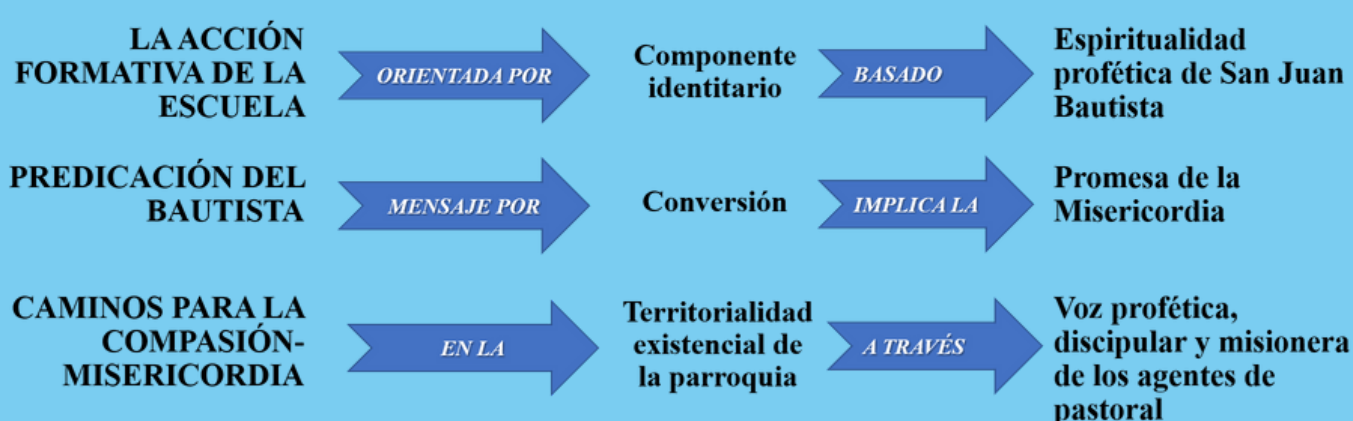 LA ACCIÓN
FORMATIVA DE LA
ESCUELA
ORIENTADA POR
Componente
identitario
BASADO
Espiritualidad
profética de San Juan
Bautista
PREDICACIÓN DEL
BAUTISTA
MENSAJE POR
Conversión
IMPLICA LA
Promesa de la
Misericordia
CAMINOS PARA LA
COMPASIÓN-
MISERICORDIA
EN LA
Territorialidad
existencial de
la parroquia
A TRAVÉS
Voz profética,
discipular y misionera
de los agentes de
pastoral